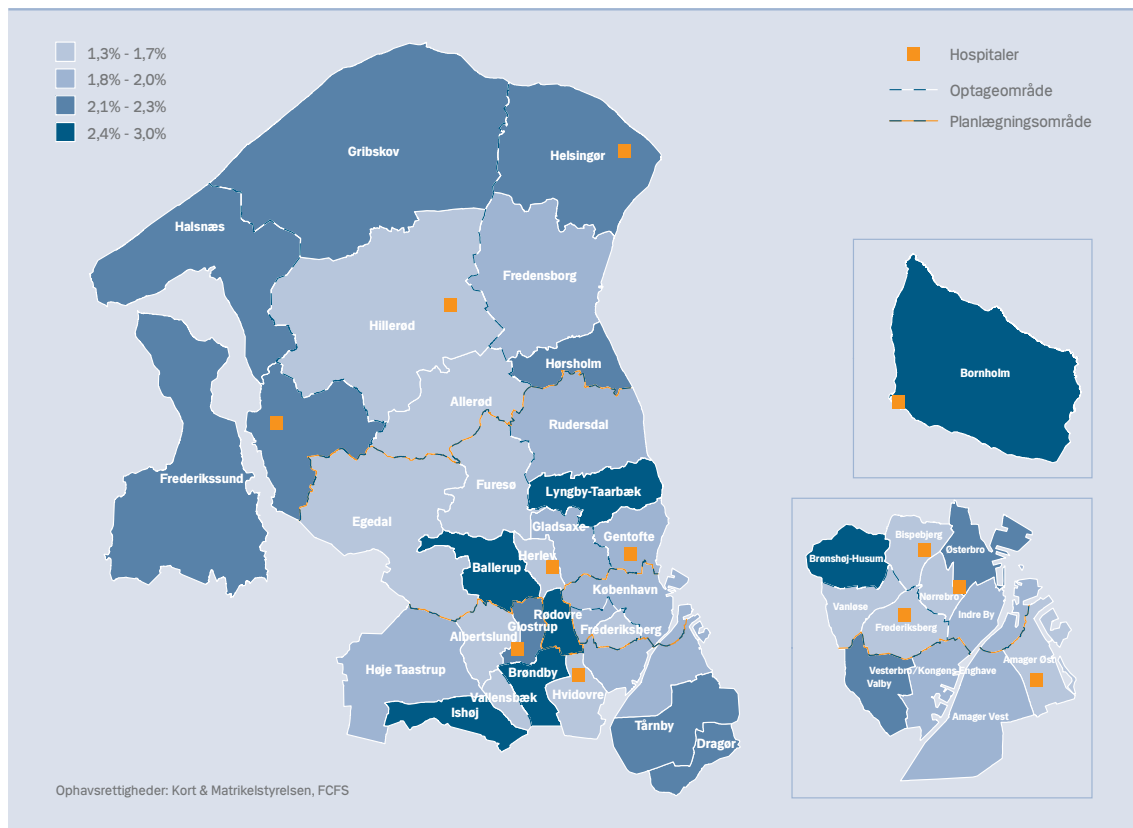 1,3% - 1,7%
1,8% - 2,0%
2,1% - 2,3%
2,4% - 3,0%
Hospitaler
Optageområde
Planlægningsområde
Gribskov
Helsingør
Halsnæs
Fredensborg
Hillerød
Hørsholm
Allerød
Rudersdal
Frederikssund
Furesø
Lyngby-Taarbæk
Egedal
Gladsaxe
Gentofte
Herlev
Ballerup
København
Rødovre
Glostrup
Frederiksberg
Albertslund
Høje Taastrup
Brøndby
Vallensbæk
Hvidovre
Ishøj
Tårnby
Dragør
Bornholm
Bispebjerg
Østerbro
Brønshøj-Husum
Nørrebro
Vanløse
Indre By
Frederiksberg
Amager Øst
Vesterbro/Kongens Enghave
Valby
Amager Vest
Ophavsrettigheder: Kort & Matrikelstyrelsen, FCFS